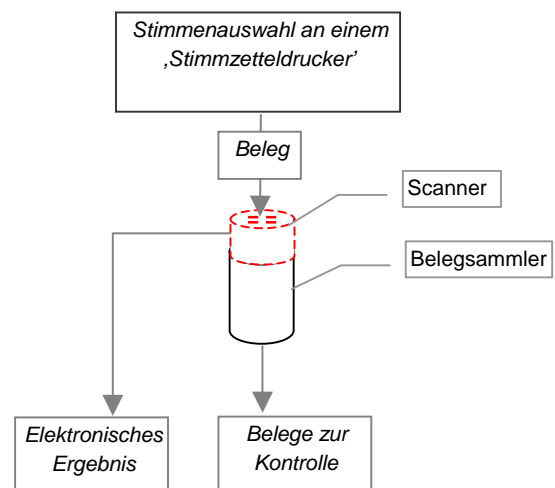 Stimmenauswahl an einem
‚Stimmzetteldrucker’
Beleg
Scanner
Belegsammler
Elektronisches
Ergebnis
Belege zur
Kontrolle